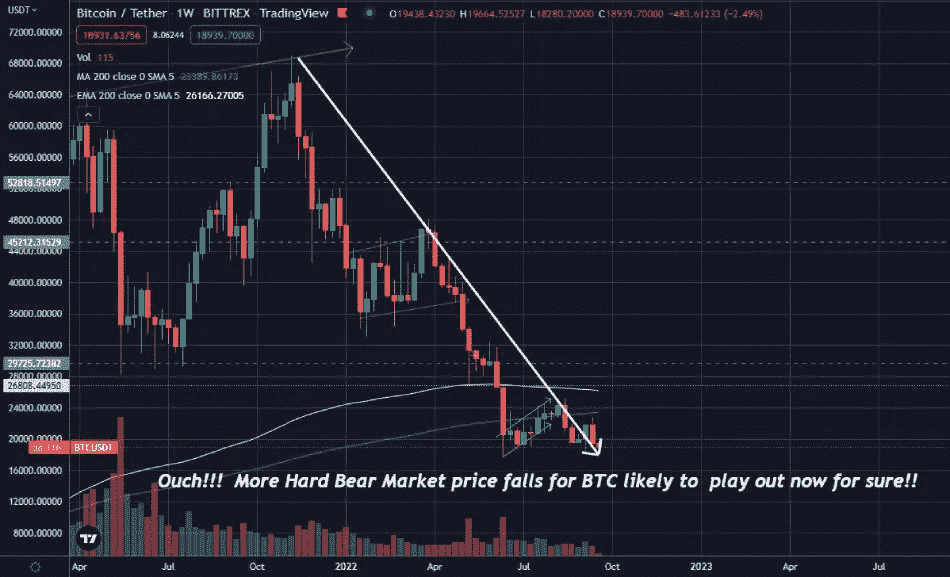 USDT
Bitcoin / Tether · 1W · BITTREX · TradingView
O19438.43230 H19664.52527 L18280.20000 C18939.70000 -483.61233 (-2.49%)
18931.63756 8.06244 18939.70000
Vol 115
MA 200 close 0 SMA 5 23389.86173
EMA 200 close 0 SMA 5 26166.27005
72000.00000
68000.00000
64000.00000
60000.00000
56000.00000
52818.51497
48000.00000
45212.31529
44000.00000
36000.00000
32000.00000
29725.72382
28000.00000
26808.44950
24000.00000
20000.00000
BTCUSDT
16000.00000
Ouch!!! More Hard Bear Market price falls for BTC likely to play out now for sure!!
12000.00000
8000.00000
Apr Jul Oct 2022 Apr Jul Oct 2023 Apr Jul